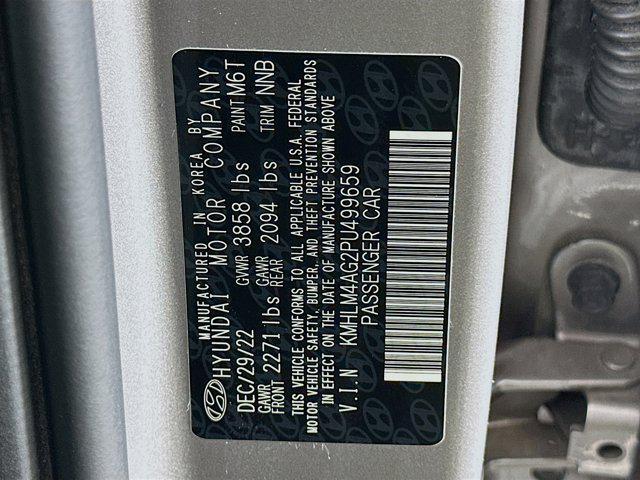 MANUFACTURED IN KOREA BY
HYUNDAI MOTOR COMPANY
DEC/29/22 GVWR 3858 lbs PAINT M6T
GAWR FRONT 2271 lbs GAWR REAR 2094 lbs TRIM NNB
THIS VEHICLE CONFORMS TO ALL APPLICABLE U.S.A. FEDERAL
MOTOR VEHICLE SAFETY, BUMPER, AND THEFT PREVENTION STANDARDS
IN EFFECT ON THE DATE OF MANUFACTURE SHOWN ABOVE
V.I.N KMHLM4AG2PU499659
PASSENGER CAR